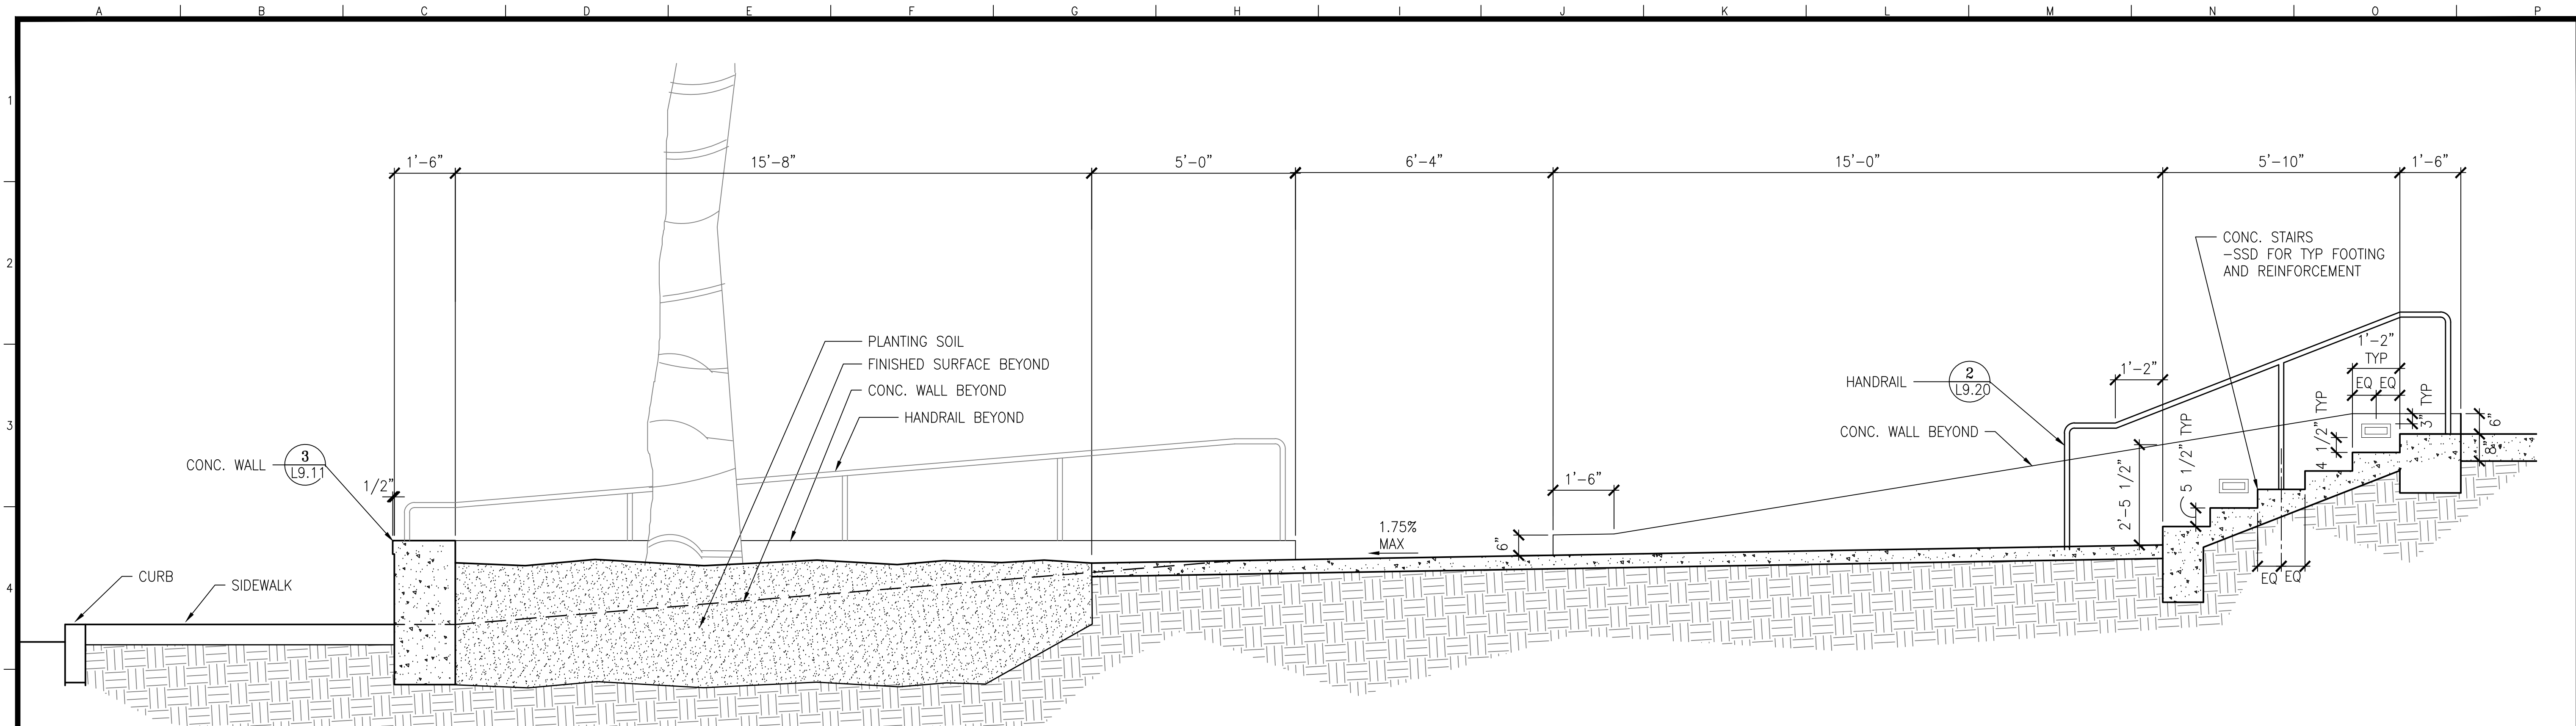 A B C D E F G H I J K L M N O P
1
2
3
4
1'-6" 15'-8" 5'-0" 6'-4" 15'-0" 5'-10" 1'-6"
CONC. STAIRS
-SSD FOR TYP FOOTING
AND REINFORCEMENT
PLANTING SOIL
FINISHED SURFACE BEYOND
CONC. WALL BEYOND
HANDRAIL BEYOND
CONC. WALL
3
L9.11
1/2"
CURB
SIDEWALK
1.75%
MAX
6"
1'-6"
HANDRAIL
2
L9.20
CONC. WALL BEYOND
1'-2"
2'-5 1/2"
5 1/2" TYP
4 1/2" TYP
1'-2"
TYP
EQ EQ
3" TYP
6"
8"
EQ EQ